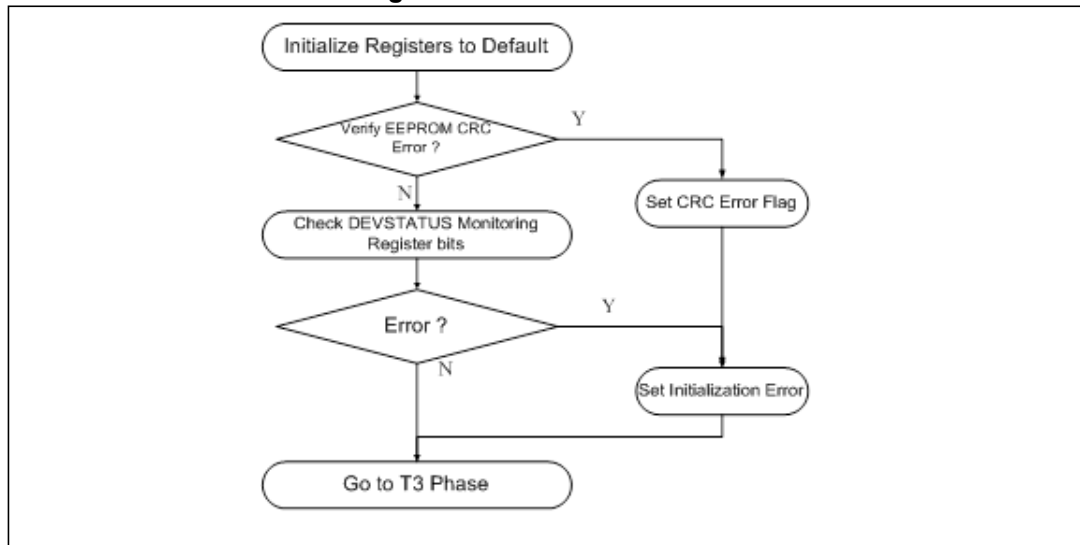 Initialize Registers to Default
Verify EEPROM CRC
Error ?
Y
Set CRC Error Flag
N
Check DEVSTATUS Monitoring
Register bits
Y
Error ?
N
Set Initialization Error
Go to T3 Phase